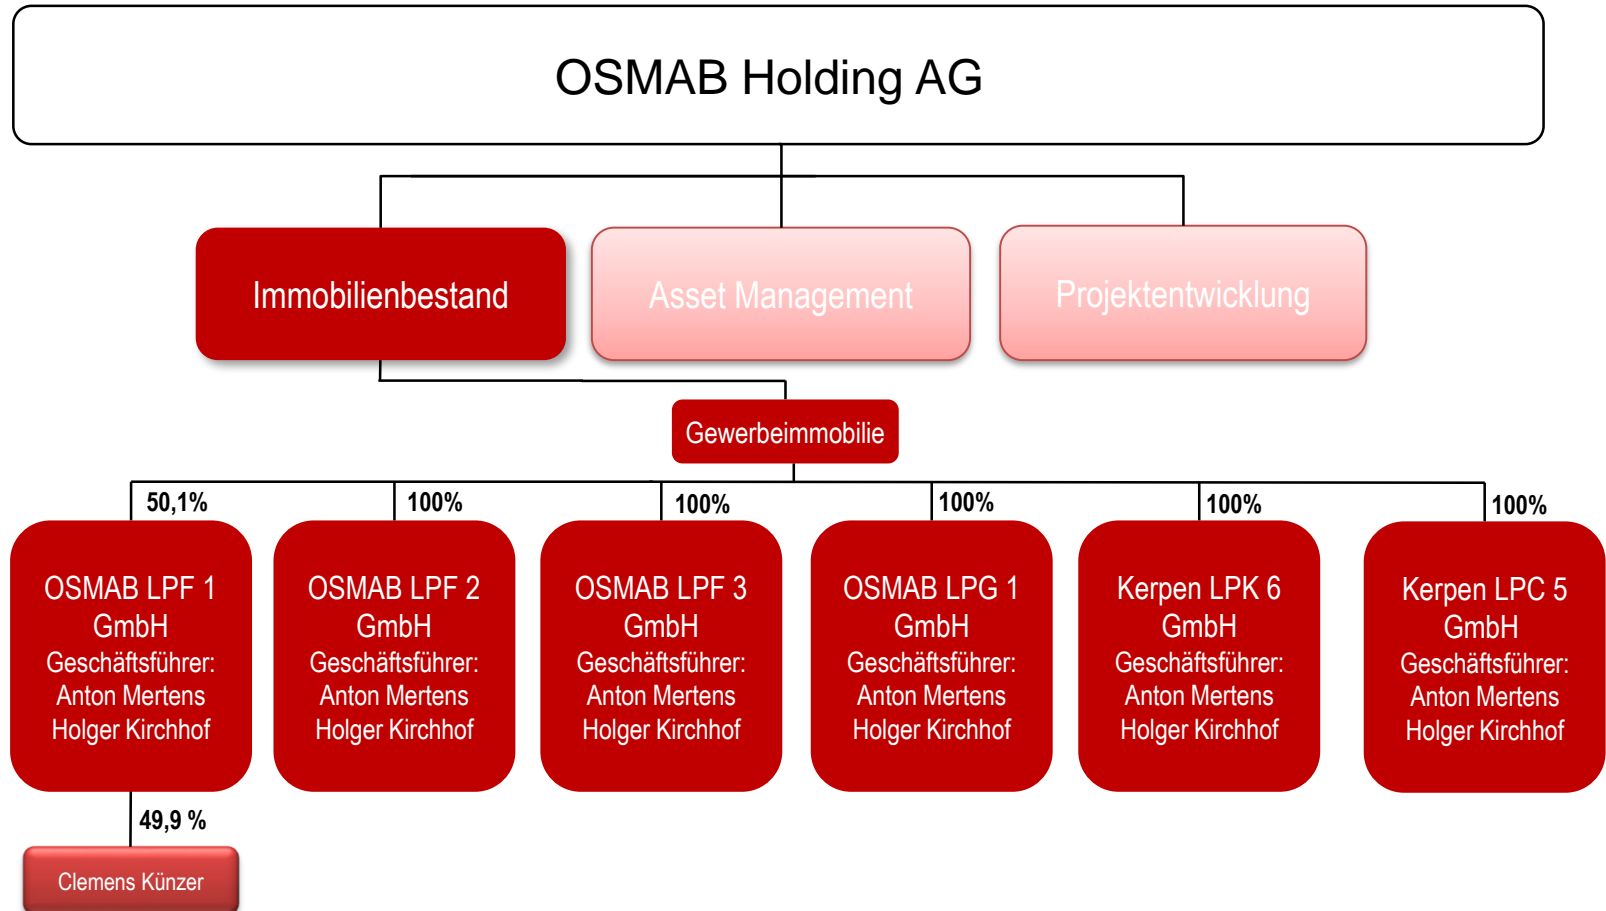 OSMAB Holding AG
Immobilienbestand
Asset Management
Projektentwicklung
Gewerbeimmobilie
50,1%
100%
100%
100%
100%
100%
OSMAB LPF 1
GmbH
Geschäftsführer:
Anton Mertens
Holger Kirchhof
OSMAB LPF 2
GmbH
Geschäftsführer:
Anton Mertens
Holger Kirchhof
OSMAB LPF 3
GmbH
Geschäftsführer:
Anton Mertens
Holger Kirchhof
OSMAB LPG 1
GmbH
Geschäftsführer:
Anton Mertens
Holger Kirchhof
Kerpen LPK 6
GmbH
Geschäftsführer:
Anton Mertens
Holger Kirchhof
Kerpen LPC 5
GmbH
Geschäftsführer:
Anton Mertens
Holger Kirchhof
49,9 %
Clemens Künzer